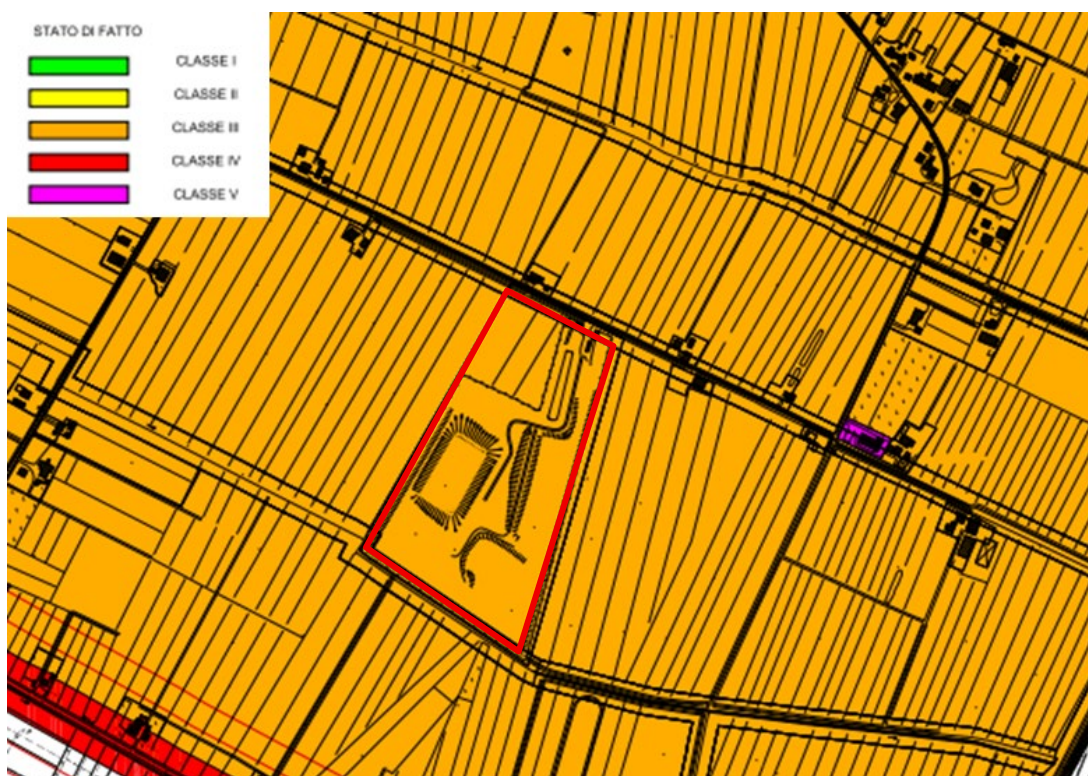 STATO DI FATTO
CLASSE I
CLASSE II
CLASSE III
CLASSE IV
CLASSE V